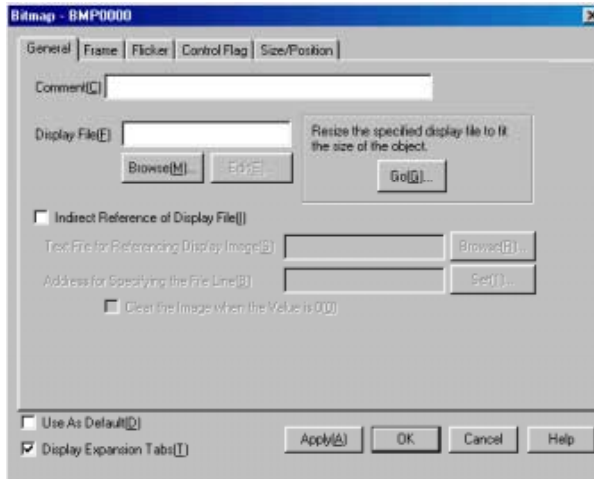 Bitmap - BMP0000
General Frame Flicker Control Flag Size/Position
Comment(C)
Display File(F)
Resize the specified display file to fit
the size of the object.
Browse(M)... Edit(E)...
Go(G)...
Indirect Reference of Display File(I)
Text File for Referencing Display Image(S) Browse(R)...
Address for Specifying the File Line(B) Set(T)...
Clear the Image when the Value is 0(O)
Use As Default(D)
Display Expansion Tabs(T)
Apply(A) OK Cancel Help